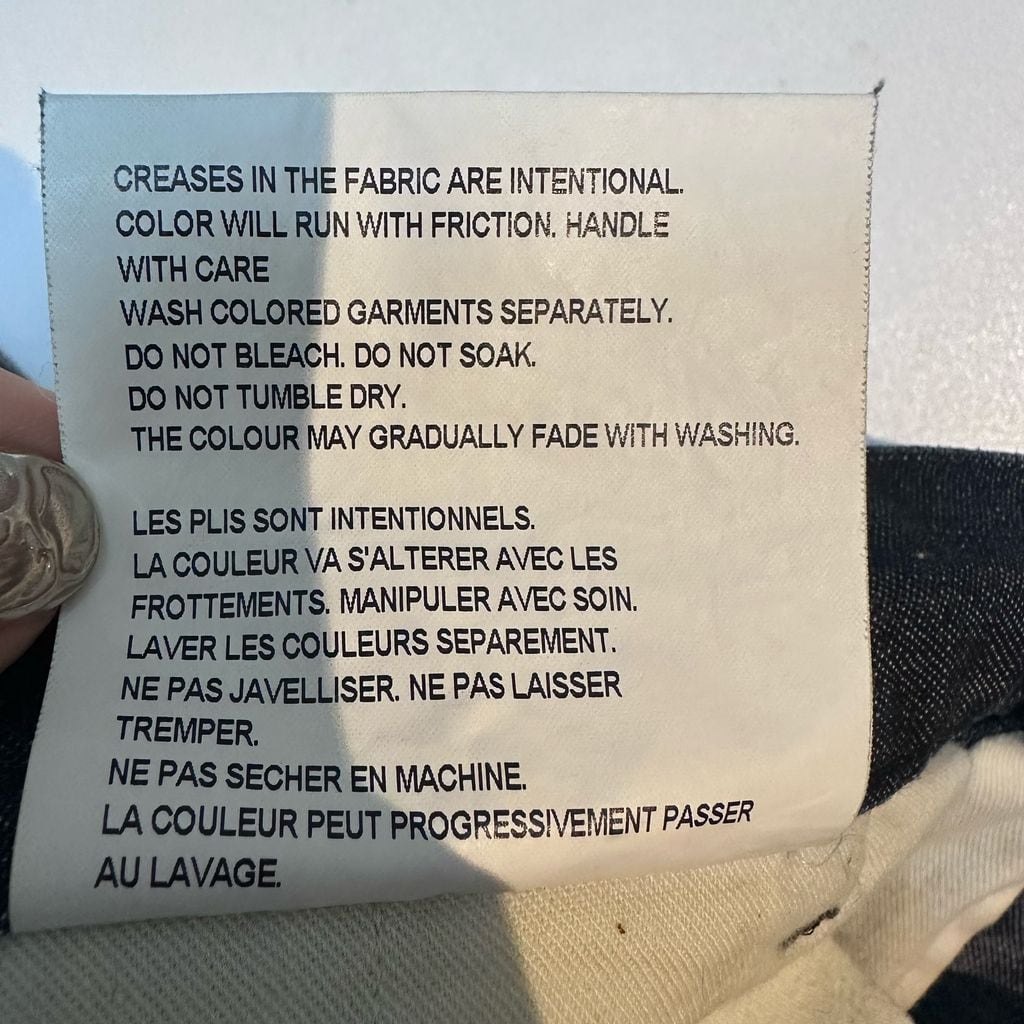 CREASES IN THE FABRIC ARE INTENTIONAL.
COLOR WILL RUN WITH FRICTION. HANDLE
WITH CARE
WASH COLORED GARMENTS SEPARATELY.
DO NOT BLEACH. DO NOT SOAK.
DO NOT TUMBLE DRY.
THE COLOUR MAY GRADUALLY FADE WITH WASHING.
LES PLIS SONT INTENTIONNELS.
LA COULEUR VA S'ALTERER AVEC LES
FROTTEMENTS. MANIPULER AVEC SOIN.
LAVER LES COULEURS SEPAREMENT.
NE PAS JAVELLISER. NE PAS LAISSER
TREMPER.
NE PAS SECHER EN MACHINE.
LA COULEUR PEUT PROGRESSIVEMENT PASSER
AU LAVAGE.